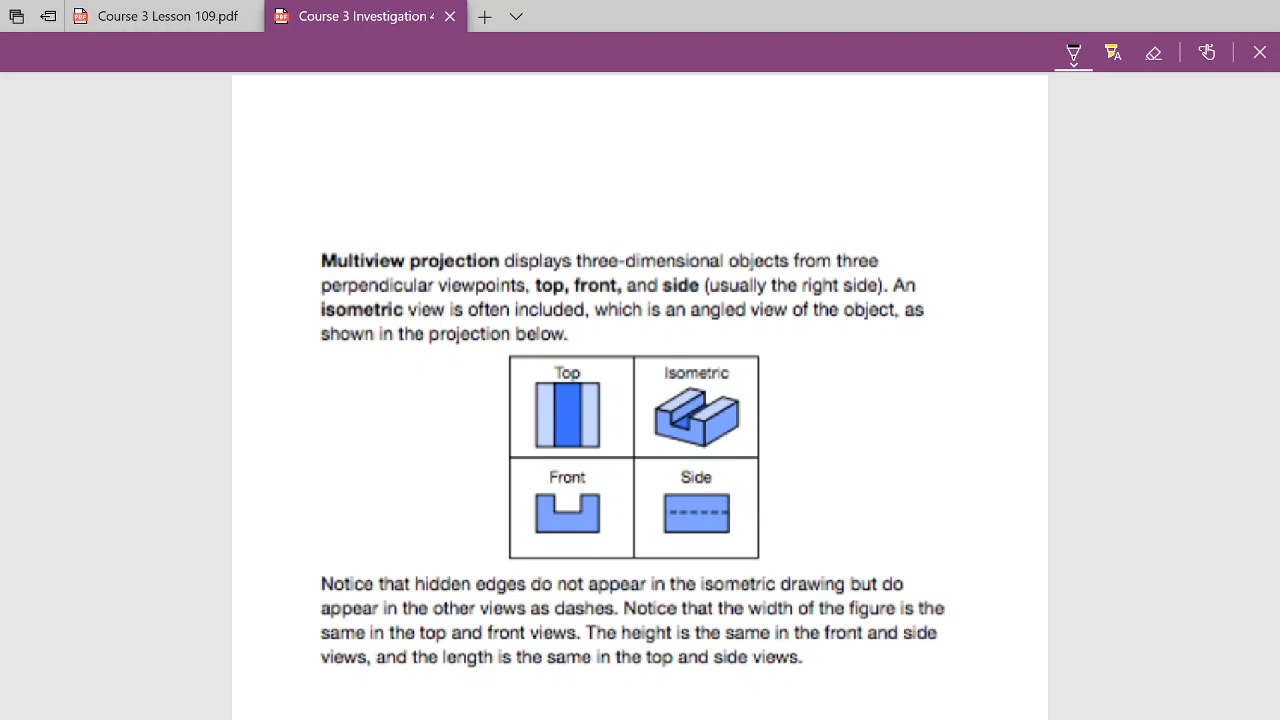 Course 3 Lesson 109.pdf
Course 3 Investigation 4
Multiview projection displays three-dimensional objects from three
perpendicular viewpoints, top, front, and side (usually the right side). An
isometric view is often included, which is an angled view of the object, as
shown in the projection below.
Top
Isometric
Front
Side
Notice that hidden edges do not appear in the isometric drawing but do
appear in the other views as dashes. Notice that the width of the figure is the
same in the top and front views. The height is the same in the front and side
views, and the length is the same in the top and side views.